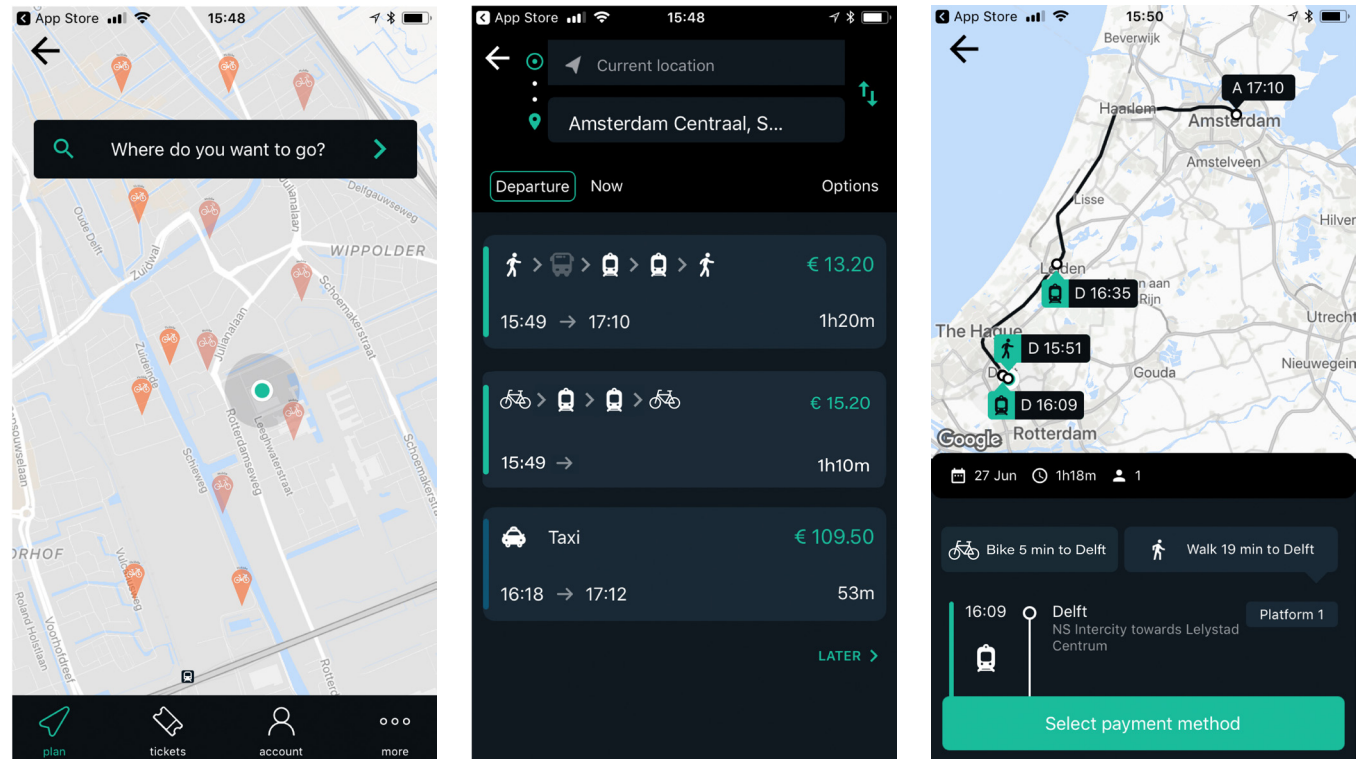 App Store
15:48
Where do you want to go?
Julianalaan
Delfgauwseweg
Oude Delft
WIPPOLDER
Zuidwal
Schoemakerstraat
Julianalaan
Zuideinde
Rotterdamseweg
Leeghwaterstraat
Schieweg
Schoemakerstr
Voorhofdreef
Roland Holstlaan
plan
tickets
account
more
App Store
15:48
Current location
Amsterdam Centraal, S...
Departure
Now
Options
€ 13.20
15:49 → 17:10
1h20m
€ 15.20
15:49 →
1h10m
Taxi
€ 109.50
16:18 → 17:12
53m
LATER
App Store
15:50
Beverwijk
A 17:10
Haarlem
Amsterdam
Amstelveen
Lisse
Hilver
D 16:35
Rijn
Utrecht
The Hague
D 15:51
Gouda
Nieuwegein
D 16:09
Google
Rotterdam
27 Jun
1h18m
1
Bike 5 min to Delft
Walk 19 min to Delft
16:09
Delft
Platform 1
NS Intercity towards Lelystad
Centrum
Select payment method